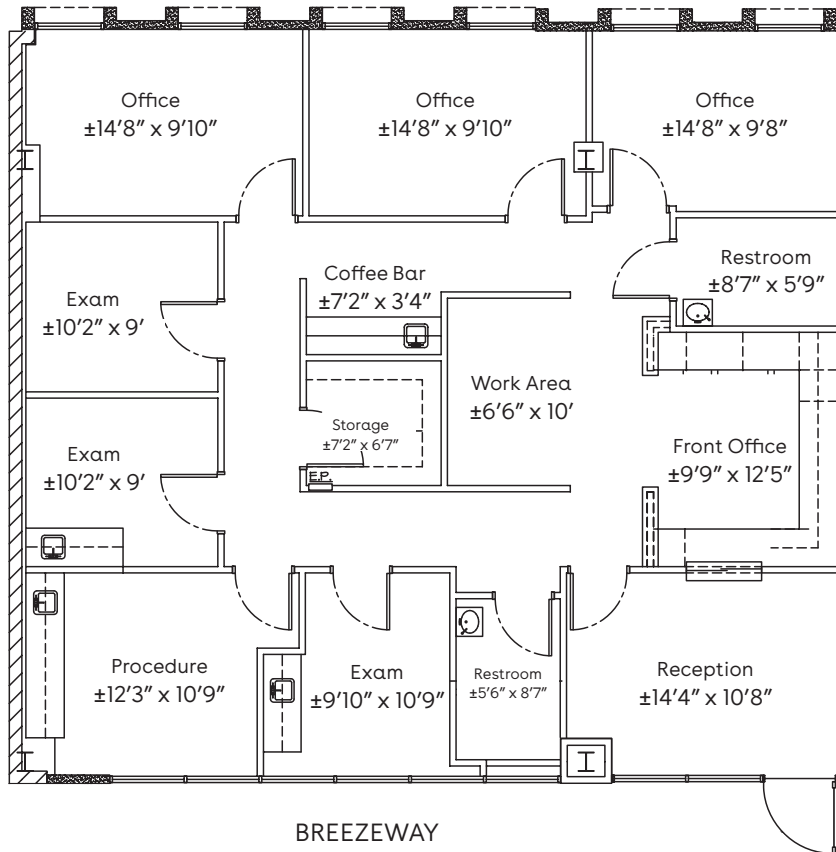 Office
±14’8” x 9’10”
Office
±14’8” x 9’10”
Office
±14’8” x 9’8”
Restroom
±8’7” x 5’9”
Coffee Bar
±7’2” x 3’4”
Exam
±10’2” x 9’
Work Area
±6’6” x 10’
Storage
±7’2” x 6’7”
Exam
±10’2” x 9’
Front Office
±9’9” x 12’5”
E.P.
Procedure
±12’3” x 10’9”
Exam
±9’10” x 10’9”
Restroom
±5’6” x 8’7”
Reception
±14’4” x 10’8”
BREEZEWAY